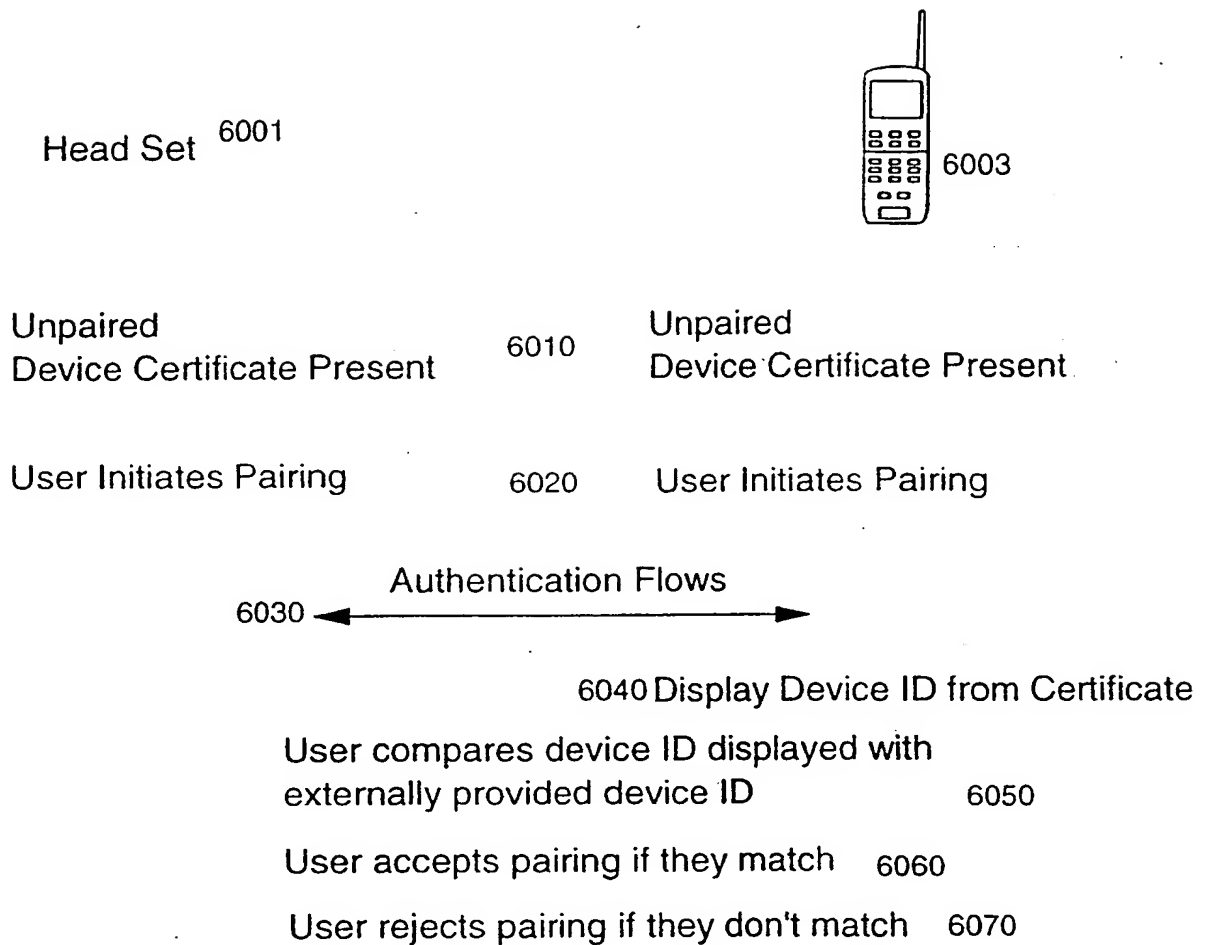 Head Set 6001
6003
Unpaired 
Device Certificate Present
6010
Unpaired
Device Certificate Present
User Initiates Pairing 6020 User Initiates Pairing
Authentication Flows
6030
6040 Display Device ID from Certificate
User compares device ID displayed with
externally provided device ID 6050
User accepts pairing if they match 6060
User rejects pairing if they don't match 6070